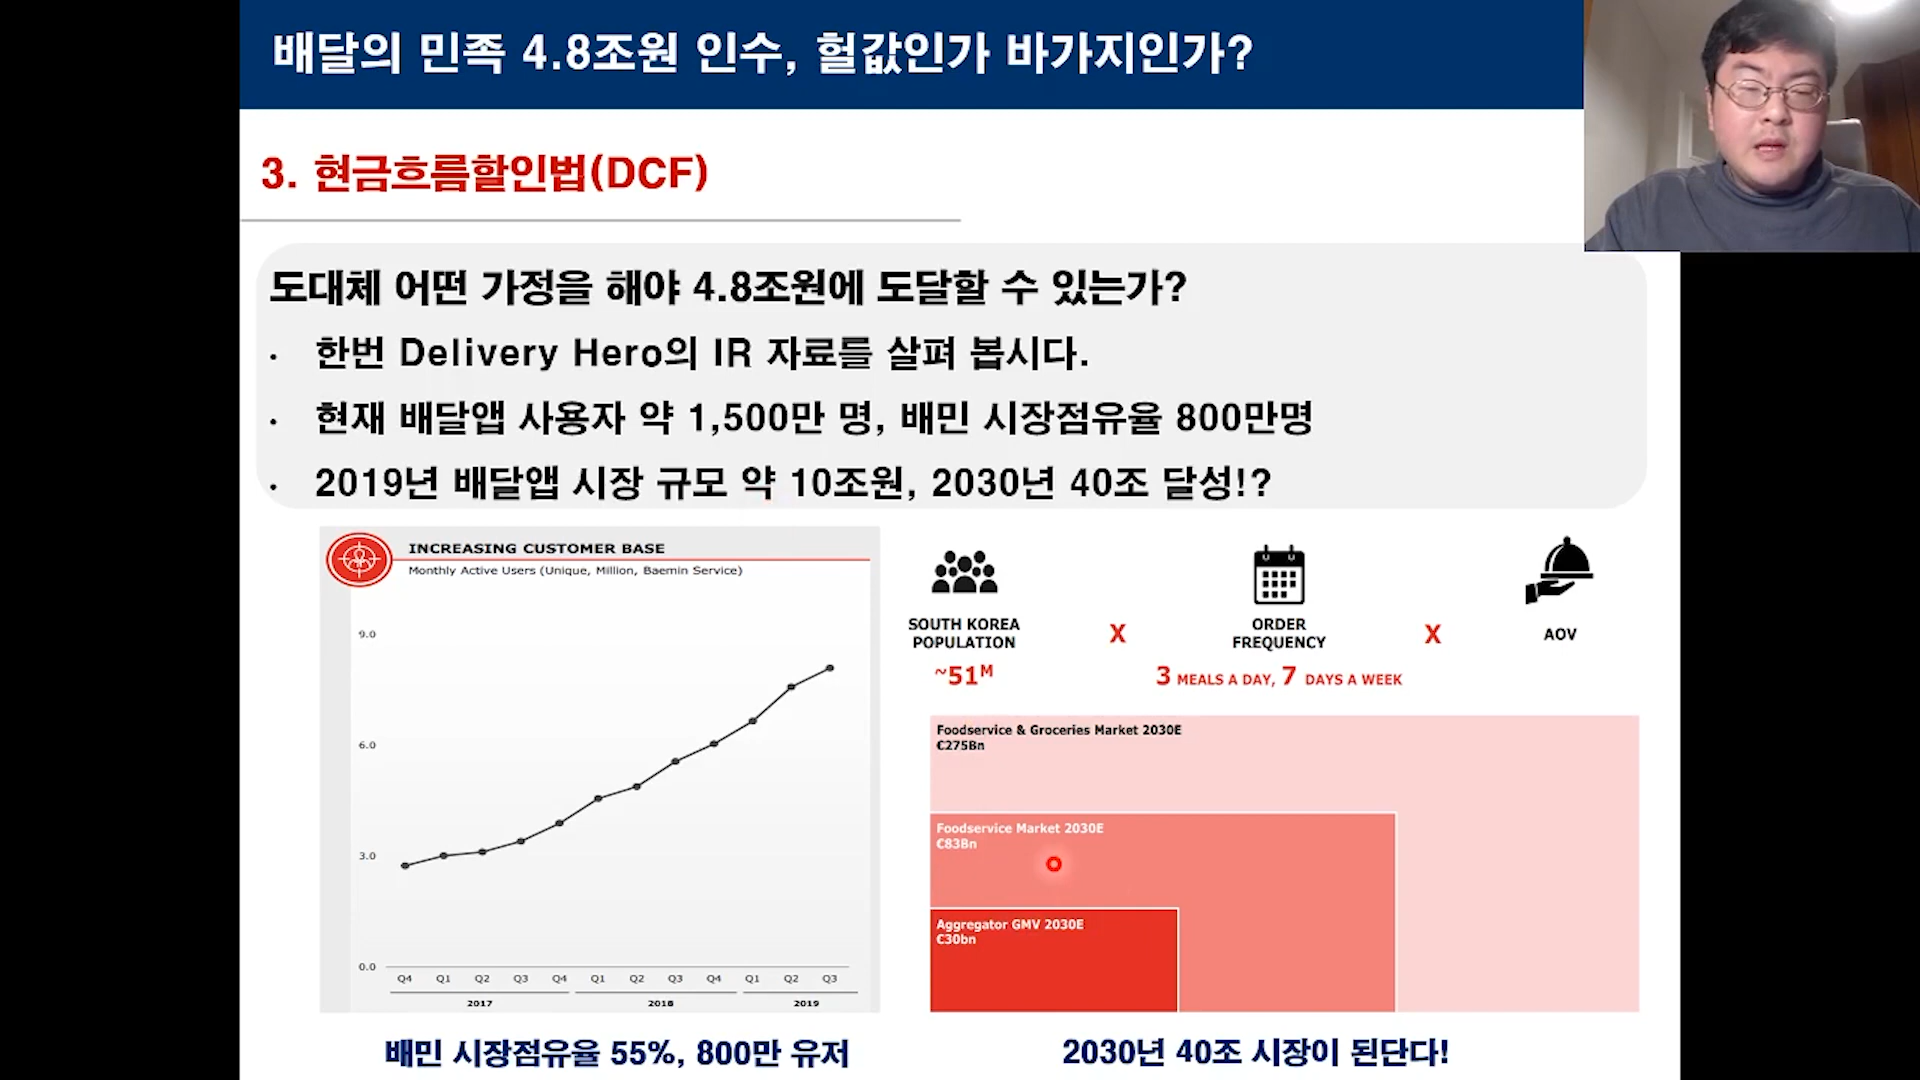 배달의 민족 4.8조원 인수, 헐값인가 바가지인가?
3. 현금흐름할인법(DCF)
도대체 어떤 가정을 해야 4.8조원에 도달할 수 있는가?
· 한번 Delivery Hero의 IR 자료를 살펴 봅시다.
· 현재 배달앱 사용자 약 1,500만 명, 배민 시장점유율 800만명
· 2019년 배달앱 시장 규모 약 10조원, 2030년 40조 달성!?
INCREASING CUSTOMER BASE
Monthly Active Users (Unique, Million, Baemin Service)
9.0
6.0
3.0
0.0
Q4 Q1 Q2 Q3 Q4 Q1 Q2 Q3 Q4 Q1 Q2 Q3
2017 2018 2019
배민 시장점유율 55%, 800만 유저
SOUTH KOREA
POPULATION
~51M
X
ORDER
FREQUENCY
3 MEALS A DAY, 7 DAYS A WEEK
X
AOV
Foodservice & Groceries Market 2030E
€275Bn
Foodservice Market 2030E
€83Bn
Aggregator GMV 2030E
€30bn
2030년 40조 시장이 된단다!